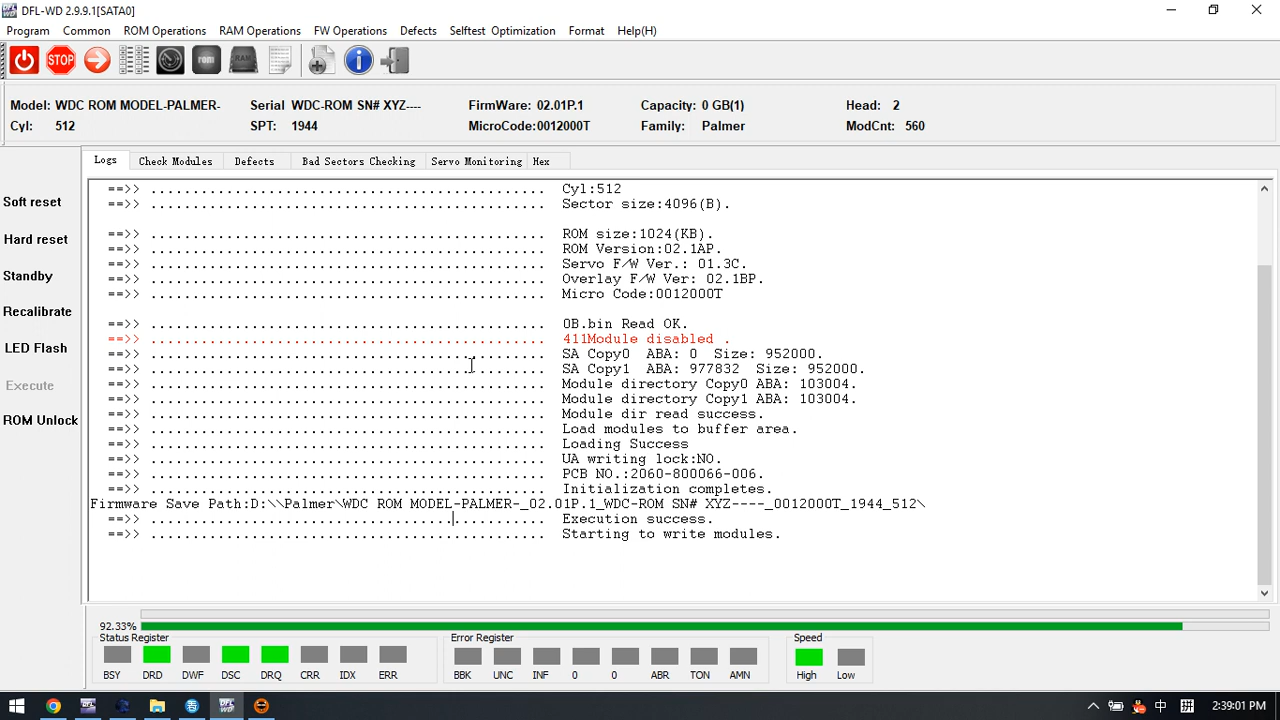 DFL-WD 2.9.9.1[SATA0]
Program Common ROM Operations RAM Operations FW Operations Defects Selftest Optimization Format Help(H)
STOP rom
Model: WDC ROM MODEL-PALMER- Serial WDC-ROM SN# XYZ---- FirmWare: 02.01P.1 Capacity: 0 GB(1) Head: 2
Cyl: 512 SPT: 1944 MicroCode:0012000T Family: Palmer ModCnt: 560
Logs Check Modules Defects Bad Sectors Checking Servo Monitoring Hex
Soft reset
Hard reset
Standby
Recalibrate
LED Flash
Execute
ROM Unlock
==>> ............................................... Cyl:512
==>> ............................................... Sector size:4096(B).
==>> ............................................... ROM size:1024(KB).
==>> ............................................... ROM Version:02.1AP.
==>> ............................................... Servo F/W Ver.: 01.3C.
==>> ............................................... Overlay F/W Ver: 02.1BP.
==>> ............................................... Micro Code:0012000T
==>> ............................................... 0B.bin Read OK.
==>> ............................................... 411Module disabled .
==>> ............................................... SA Copy0 ABA: 0 Size: 952000.
==>> ............................................... SA Copy1 ABA: 977832 Size: 952000.
==>> ............................................... Module directory Copy0 ABA: 103004.
==>> ............................................... Module directory Copy1 ABA: 103004.
==>> ............................................... Module dir read success.
==>> ............................................... Load modules to buffer area.
==>> ............................................... Loading Success
==>> ............................................... UA writing lock:NO.
==>> ............................................... PCB NO.:2060-800066-006.
==>> ............................................... Initialization completes.
Firmware Save Path:D:\\Palmer\WDC ROM MODEL-PALMER-_02.01P.1_WDC-ROM SN# XYZ----_0012000T_1944_512\
==>> ............................................... Execution success.
==>> ............................................... Starting to write modules.
92.33%
Status Register Error Register Speed
BSY DRD DWF DSC DRQ CRR IDX ERR BBK UNC INF 0 0 ABR TON AMN High Low
DFL WD 中 拼 2:39:01 PM